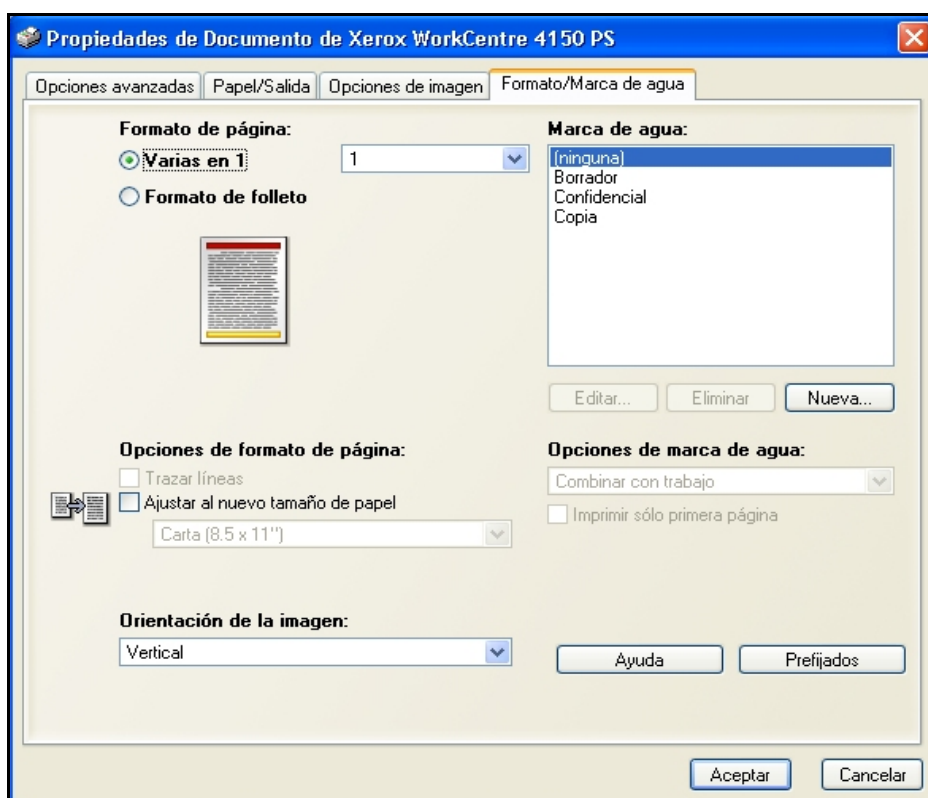 Propiedades de Documento de Xerox WorkCentre 4150 PS
Opciones avanzadas
Papel/Salida
Opciones de imagen
Formato/Marca de agua
Formato de página:
Varias en 1
1
Formato de folleto
Marca de agua:
(ninguna)
Borrador
Confidencial
Copia
Editar...
Eliminar
Nueva...
Opciones de formato de página:
Trazar líneas
Ajustar al nuevo tamaño de papel
Carta (8.5 x 11")
Opciones de marca de agua:
Combinar con trabajo
Imprimir sólo primera página
Orientación de la imagen:
Vertical
Ayuda
Prefijados
Aceptar
Cancelar